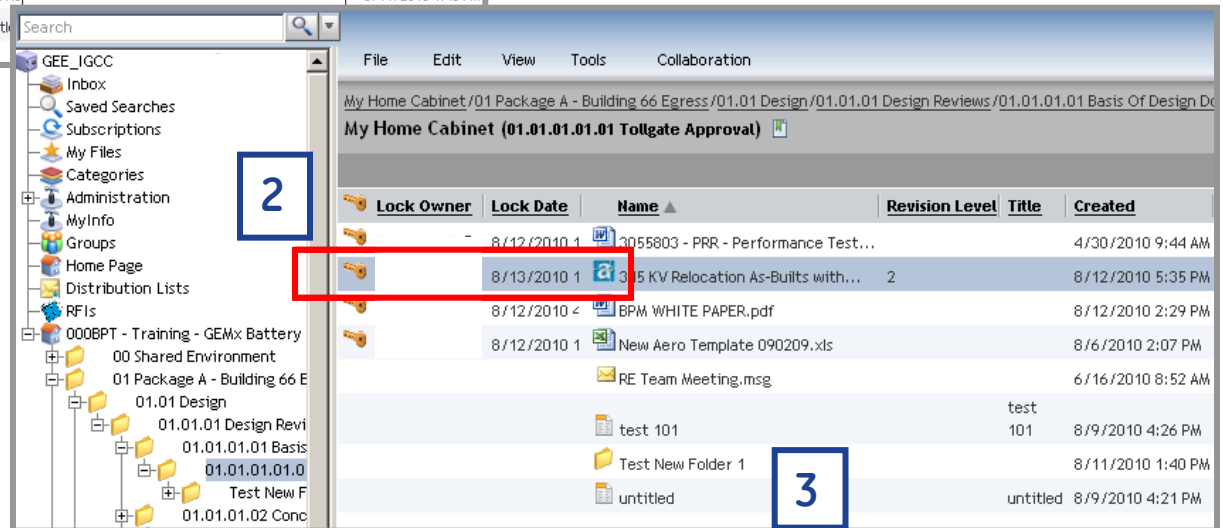 Search
GEE_IGCC
Inbox
Saved Searches
Subscriptions
My Files
Categories
Administration
MyInfo
Groups
Home Page
Distribution Lists
RFIs
000BPT - Training - GEMx Battery
00 Shared Environment
01 Package A - Building 66 E
01.01 Design
01.01.01 Design Revi
01.01.01.01 Basis
01.01.01.01.0
Test New F
01.01.01.02 Conc
2
File Edit View Tools Collaboration
My Home Cabinet/01 Package A - Building 66 Egress/01.01 Design/01.01.01 Design Reviews/01.01.01.01 Basis Of Design Do
My Home Cabinet (01.01.01.01.01 Tollgate Approval)
Lock Owner Lock Date Name Revision Level Title Created
8/12/2010 1 3055803 - PRR - Performance Test... 4/30/2010 9:44 AM
8/13/2010 1 345 KV Relocation As-Builts with... 2 8/12/2010 5:35 PM
8/12/2010 4 BPM WHITE PAPER.pdf 8/12/2010 2:29 PM
8/12/2010 1 New Aero Template 090209.xls 8/6/2010 2:07 PM
RE Team Meeting.msg 6/16/2010 8:52 AM
test 101 test 101 8/9/2010 4:26 PM
Test New Folder 1 8/11/2010 1:40 PM
untitled untitled 8/9/2010 4:21 PM
3